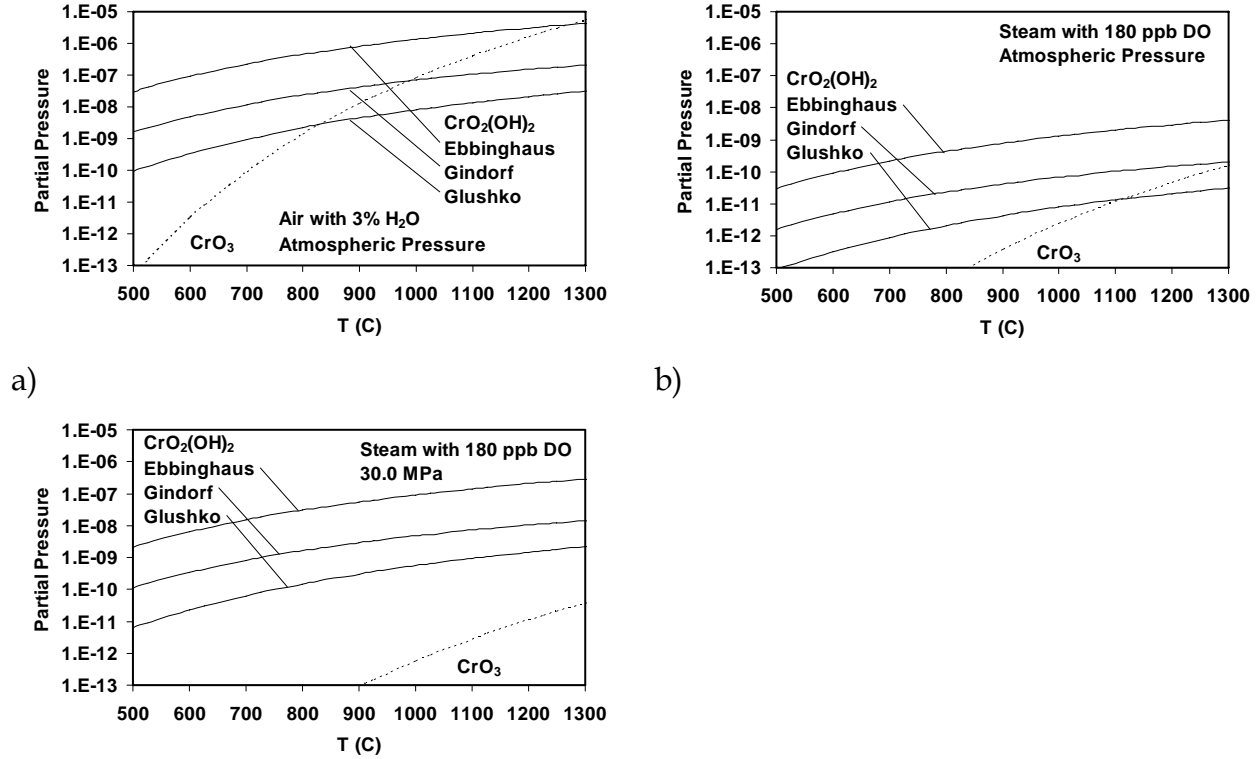 1.E-05
1.E-06
1.E-07
1.E-08
1.E-09
1.E-10
1.E-11
1.E-12
1.E-13
Partial Pressure
CrO₂(OH)₂
Ebbinghaus
Gindorf
Glushko
Air with 3% H₂O
Atmospheric Pressure
CrO₃
500 600 700 800 900 1000 1100 1200 1300
T (C)
a)
1.E-05
1.E-06
1.E-07
1.E-08
1.E-09
1.E-10
1.E-11
1.E-12
1.E-13
Partial Pressure
Steam with 180 ppb DO
Atmospheric Pressure
CrO₂(OH)₂
Ebbinghaus
Gindorf
Glushko
CrO₃
500 600 700 800 900 1000 1100 1200 1300
T (C)
b)
1.E-05
1.E-06
1.E-07
1.E-08
1.E-09
1.E-10
1.E-11
1.E-12
1.E-13
Partial Pressure
CrO₂(OH)₂
Ebbinghaus
Gindorf
Glushko
Steam with 180 ppb DO
30.0 MPa
CrO₃
500 600 700 800 900 1000 1100 1200 1300
T (C)